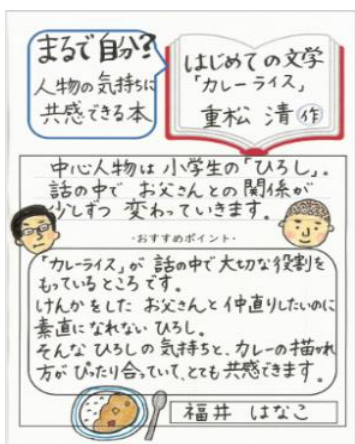 まるで自分?
人物の気持ちに
共感できる本
はじめての文学
「カレーライス」
重松 清 作
中心人物は小学生の「ひろし」。
話の中で お父さんとの関係が
少しずつ 変わっていきます。
・おすすめポイント・
「カレーライス」が 話の中で大切な役割を
もっているところです。
けんかをした お父さんと仲直りしたいのに
素直になれない ひろし。
そんな ひろしの気持ちと、カレーの描かれ
方が ぴったり合っていて、とても共感できます。
福井 はなこ